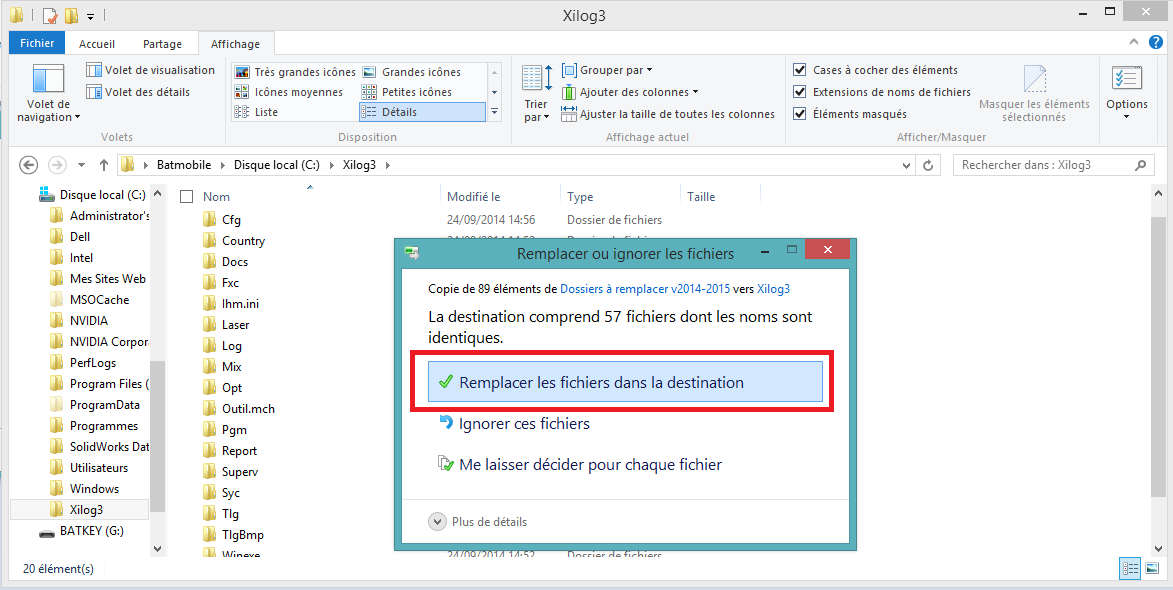 Xilog3
Fichier
Accueil
Partage
Affichage
Volet de
navigation
Volet de visualisation
Volet des détails
Volets
Très grandes icônes
Grandes icônes
Icônes moyennes
Petites icônes
Liste
Détails
Disposition
Trier
par
Grouper par
Ajouter des colonnes
Ajuster la taille de toutes les colonnes
Affichage actuel
Cases à cocher des éléments
Extensions de noms de fichiers
Éléments masqués
Masquer les éléments
sélectionnés
Afficher/Masquer
Options
Batmobile
Disque local (C:)
Xilog3
Rechercher dans : Xilog3
Disque local (C:)
Administrator's
Dell
Intel
Mes Sites Web
MSOCache
NVIDIA
NVIDIA Corpor
PerfLogs
Program Files (
ProgramData
Programmes
SolidWorks Dat
Utilisateurs
Windows
Xilog3
BATKEY (G:)
Nom
Modifié le
Type
Taille
Cfg
24/09/2014 14:56
Dossier de fichiers
Country
Docs
Fxc
Ihm.ini
Laser
Log
Mix
Opt
Outil.mch
Pgm
Report
Superv
Syc
Tlg
TlgBmp
Winexe
24/09/2014 14:52
Dossier de fichiers
Remplacer ou ignorer les fichiers
Copie de 89 éléments de Dossiers à remplacer v2014-2015 vers Xilog3
La destination comprend 57 fichiers dont les noms sont
identiques.
Remplacer les fichiers dans la destination
Ignorer ces fichiers
Me laisser décider pour chaque fichier
Plus de détails
20 élément(s)